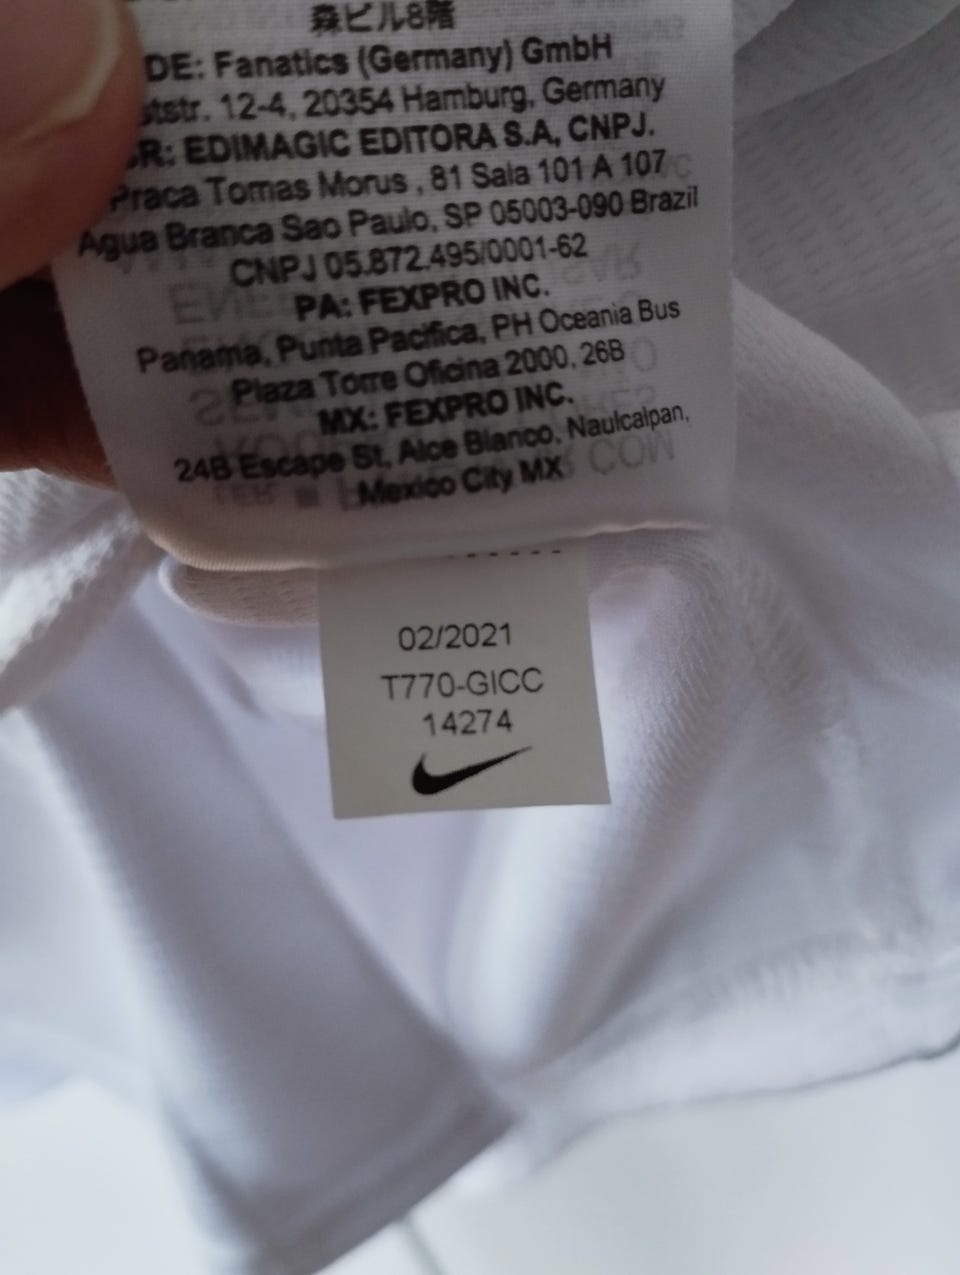 森ビル8階
DE: Fanatics (Germany) GmbH
12-4, 20354 Hamburg, Germany
EDIMAGIC EDITORA S.A, CNPJ.
Praca Tomas Morus , 81 Sala 101 A 107
Agua Branca Sao Paulo, SP 05003-090 Brazil
CNPJ 05.872.495/0001-62
PA: FEXPRO INC.
Panama, Punta Pacifica, PH Oceania Bus
Plaza Torre Oficina 2000, 26B
MX: FEXPRO INC.
24B Escape St, Alce Blanco, Naulcalpan,
Mexico City MX
02/2021
T770-GICC
14274